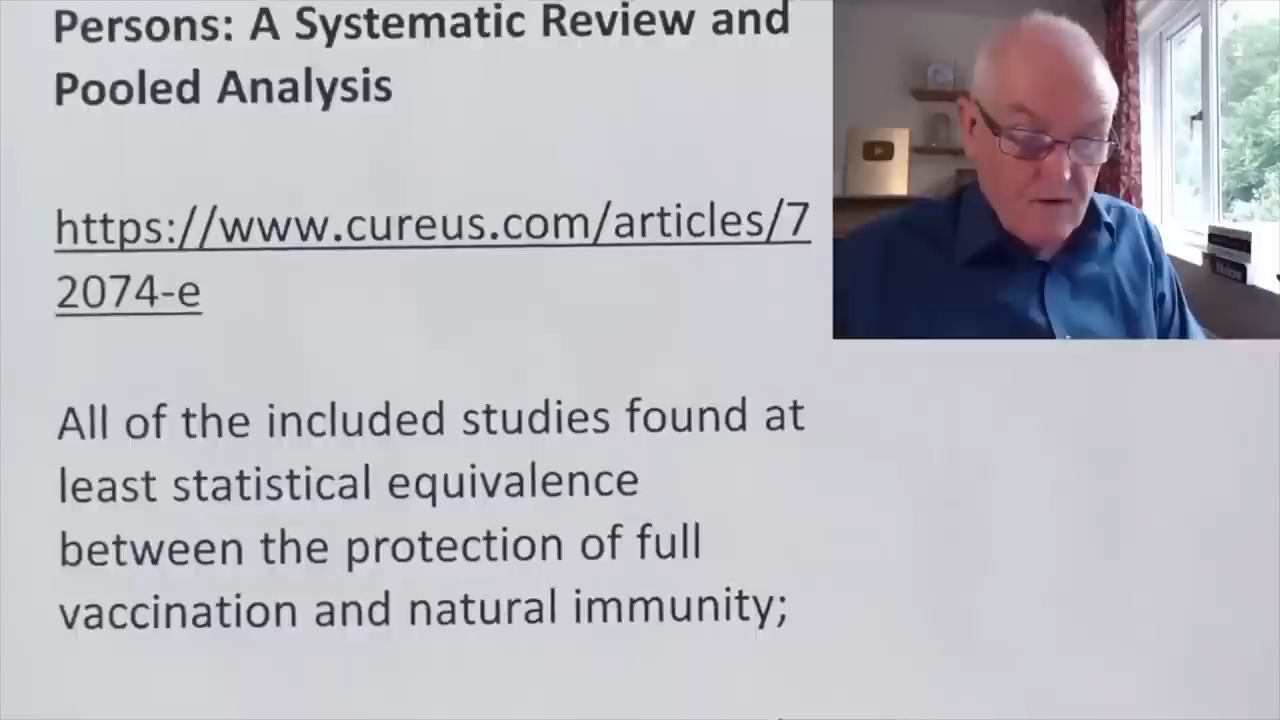 Persons: A Systematic Review and
Pooled Analysis
https://www.cureus.com/articles/7
2074-e
All of the included studies found at
least statistical equivalence
between the protection of full
vaccination and natural immunity;